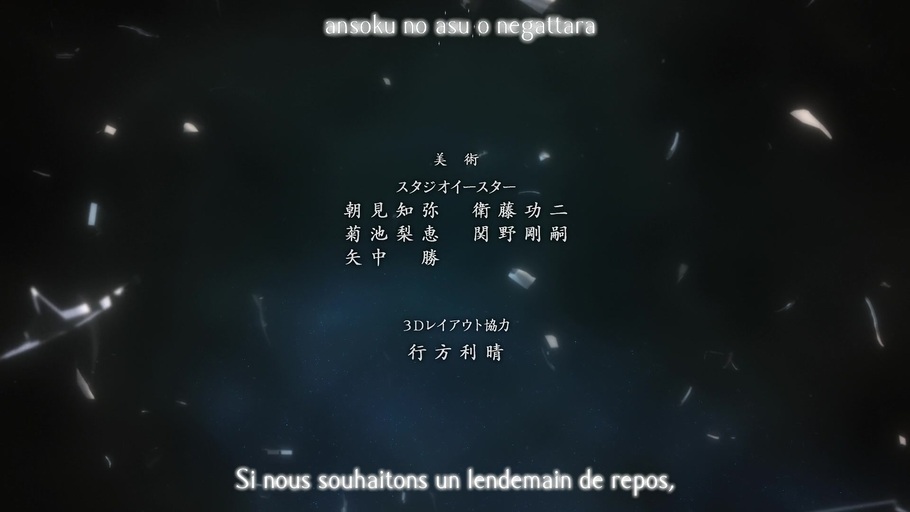 ansoku no asu o negattara
美術
スタジオイースター
朝見知弥 衛藤功二
菊池梨恵 関野剛嗣
矢中 勝
3Dレイアウト協力
行方利晴
Si nous souhaitons un lendemain de repos,